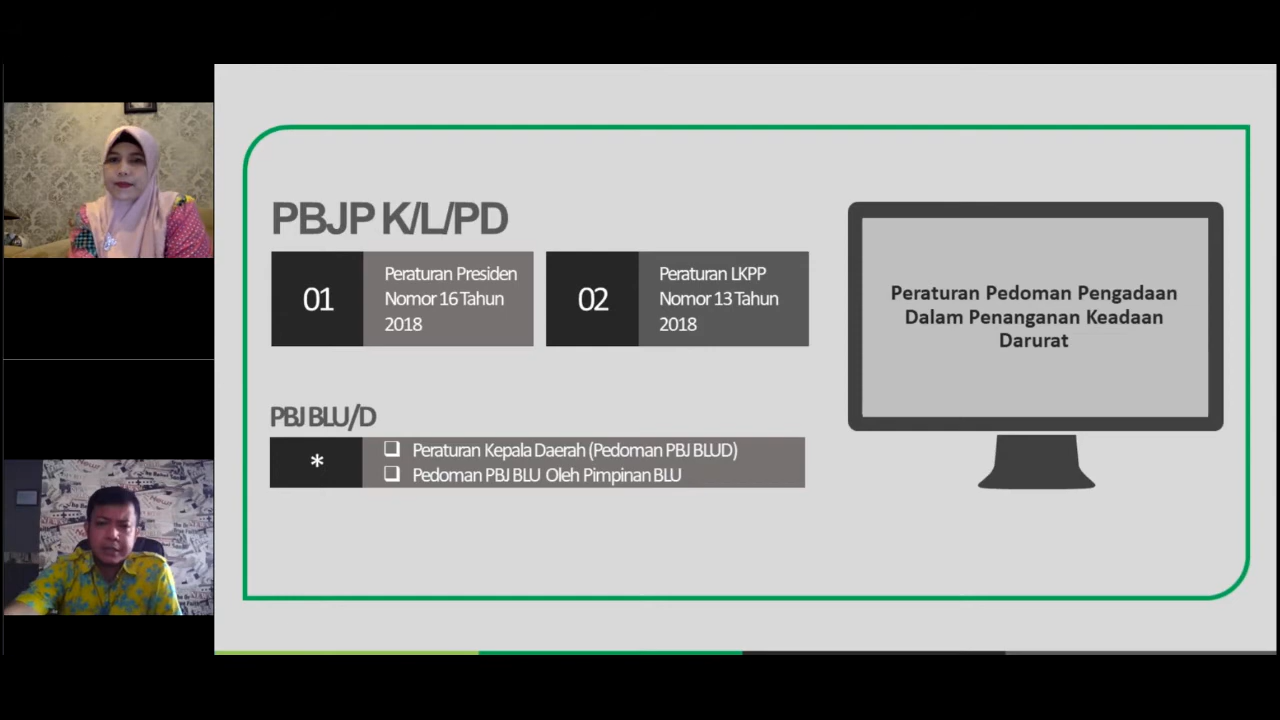 PBJP K/L/PD
01
Peraturan Presiden
Nomor 16 Tahun
2018
02
Peraturan LKPP
Nomor 13 Tahun
2018
Peraturan Pedoman Pengadaan
Dalam Penanganan Keadaan
Darurat
PBJ BLU/D
*
❑ Peraturan Kepala Daerah (Pedoman PBJ BLUD)
❑ Pedoman PBJ BLU Oleh Pimpinan BLU